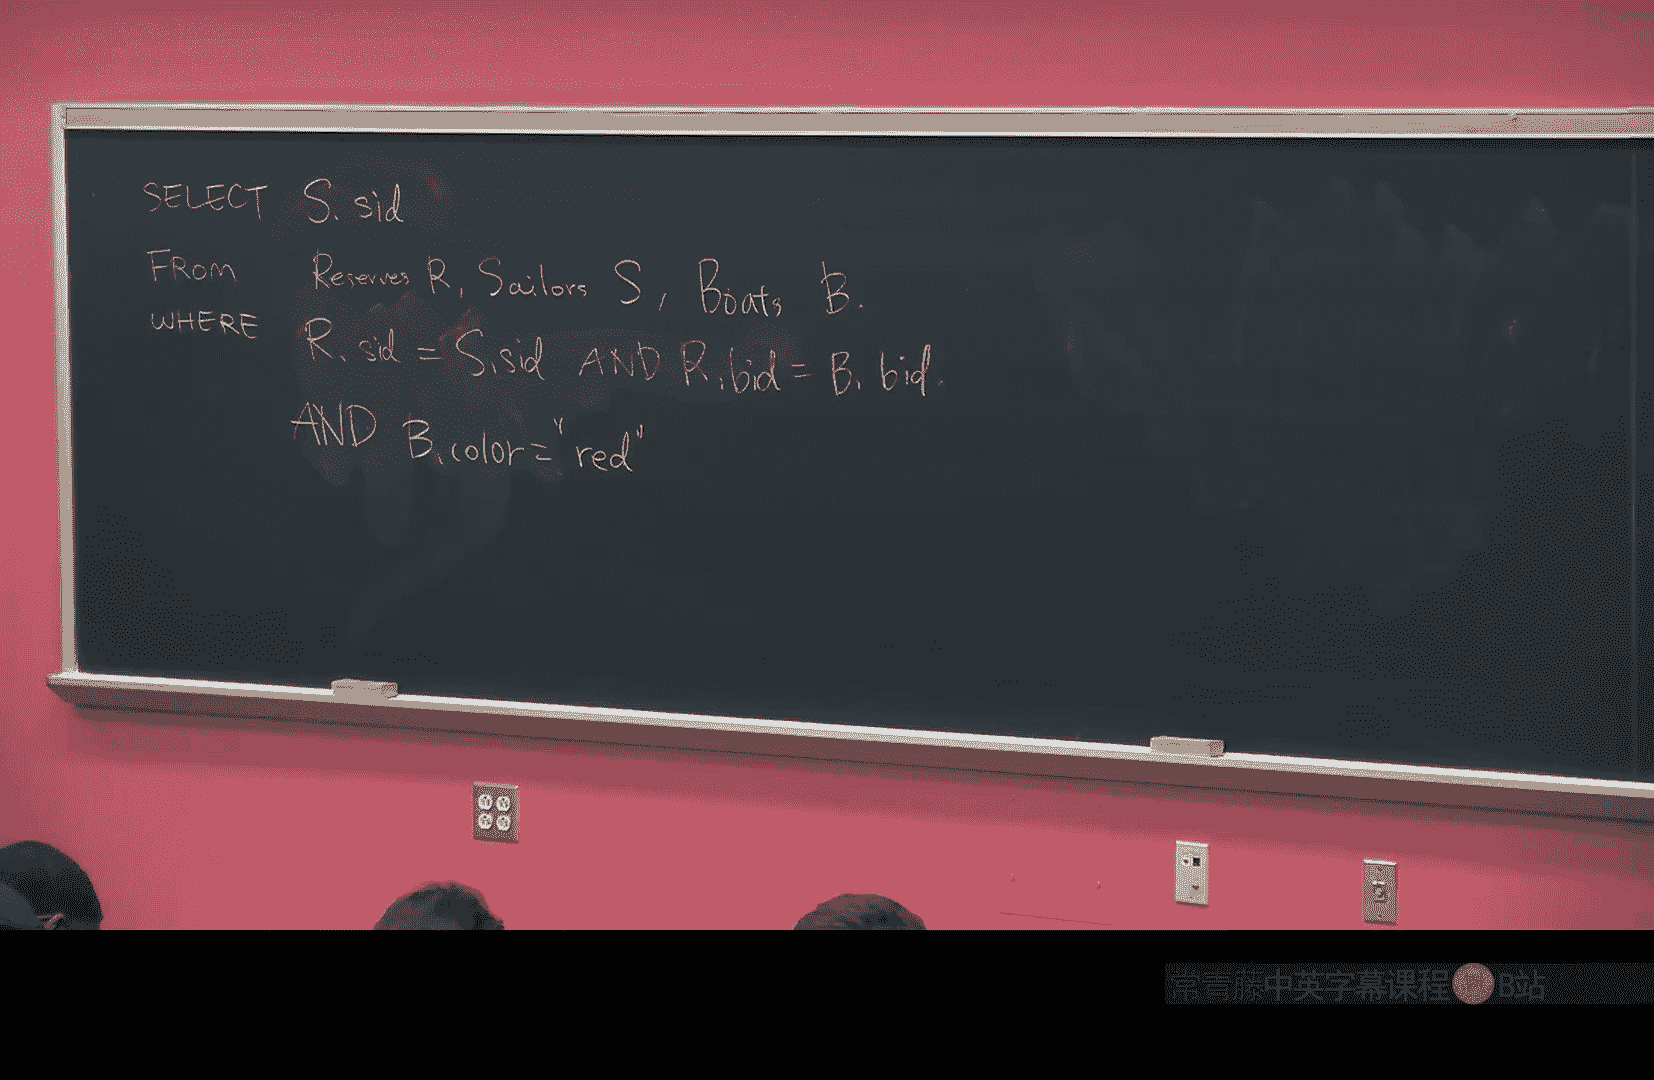 SELECT S.sid
FROM Reserves R, Sailors S, Boats B.
WHERE R.sid = S.sid AND R.bid = B.bid.
AND B.color = "red"
常青藤中英字幕课程 B站